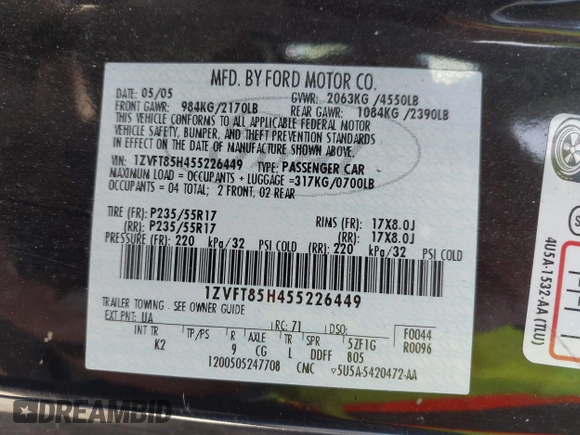 MFD. BY FORD MOTOR CO.
DATE: 05/05 GVWR: 2063KG /4550LB
FRONT GAWR: 984KG/2170LB REAR GAWR: 1084KG /2390LB
THIS VEHICLE CONFORMS TO ALL APPLICABLE FEDERAL MOTOR
VEHICLE SAFETY, BUMPER, AND THEFT PREVENTION STANDARDS
IN EFFECT ON THE DATE OF MANUFACTURE SHOWN ABOVE.
VIN: 1ZVFT85H455226449 TYPE: PASSENGER CAR
MAXIMUM LOAD = OCCUPANTS + LUGGAGE =317KG/0700LB
OCCUPANTS = 04 TOTAL; 2 FRONT, 02 REAR
TIRE (FR): P235/55R17 RIMS (FR): 17X8.0J
(RR): P235/55R17 (RR): 17X8.0J
PRESSURE (FR): 220 kPa/32 PSI COLD (RR): 220 kPa/32 PSI COLD
1ZVFT85H455226449
TRAILER TOWING - SEE OWNER GUIDE
EXT PNT: UA RC: 71 DSO: F0044
INT TR TP/PS R AXLE TR SPR 5ZF1G R0096
K2 9 CG L DDFF 805
1200505247708 CMC ▽5U5A-5420472-AA
4U5A-1532-AA (TLU)
DREAMBID